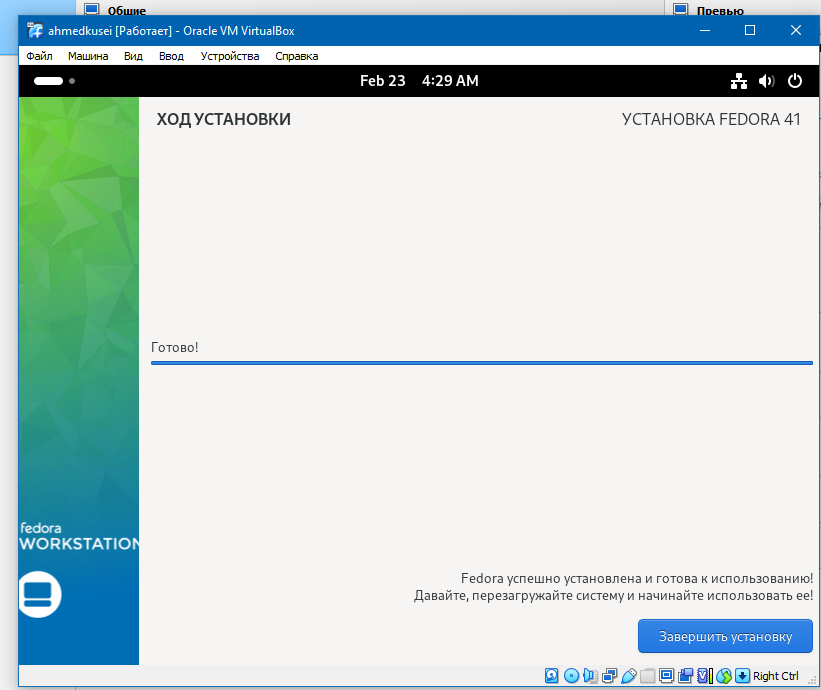 Общие
Превью
ahmedkusei [Работает] - Oracle VM VirtualBox
Файл Машина Вид Ввод Устройства Справка
Feb 23 4:29 AM
ХОД УСТАНОВКИ
УСТАНОВКА FEDORA 41
Готово!
fedora
WORKSTATION
Fedora успешно установлена и готова к использованию!
Давайте, перезагружайте систему и начинайте использовать ее!
Завершить установку
Right Ctrl